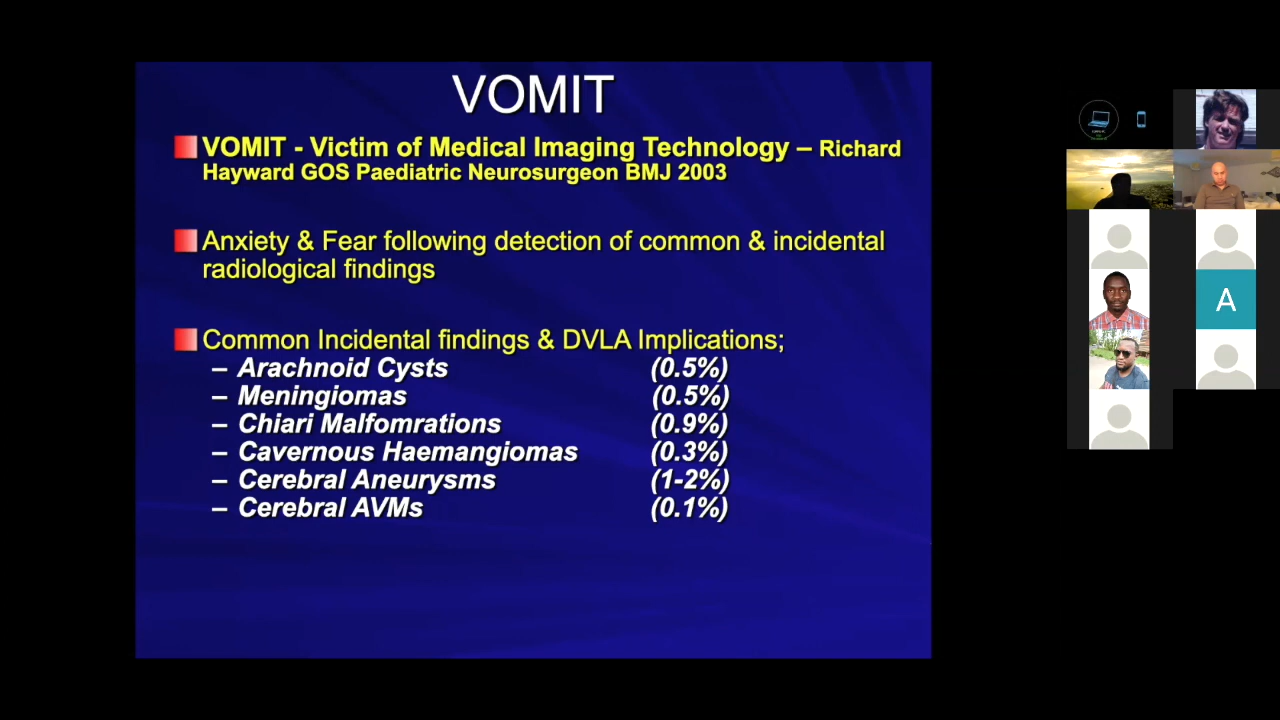 VOMIT
VOMIT - Victim of Medical Imaging Technology – Richard
Hayward GOS Paediatric Neurosurgeon BMJ 2003
Anxiety & Fear following detection of common & incidental
radiological findings
Common Incidental findings & DVLA Implications;
– Arachnoid Cysts (0.5%)
– Meningiomas (0.5%)
– Chiari Malfomrations (0.9%)
– Cavernous Haemangiomas (0.3%)
– Cerebral Aneurysms (1-2%)
– Cerebral AVMs (0.1%)
A